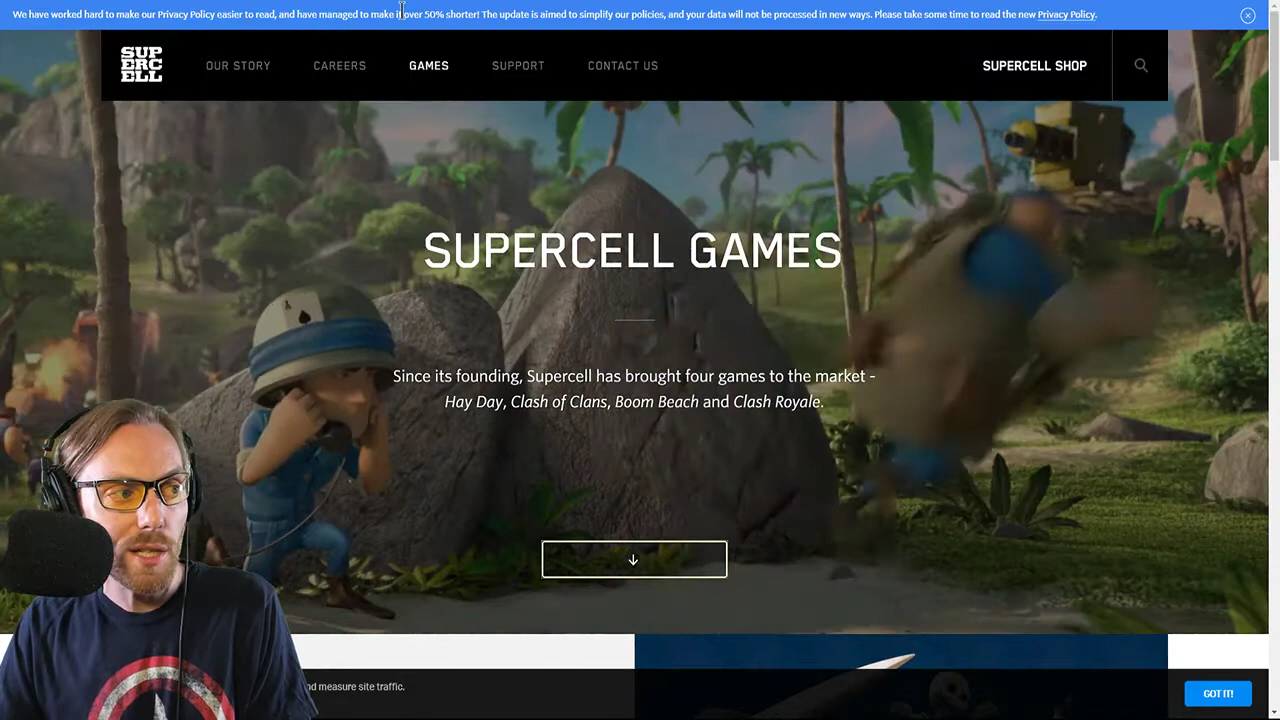 We have worked hard to make our Privacy Policy easier to read, and have managed to make it over 50% shorter! The update is aimed to simplify our policies, and your data will not be processed in new ways. Please take some time to read the new Privacy Policy.
SUP
ERC
ELL
OUR STORY
CAREERS
GAMES
SUPPORT
CONTACT US
SUPERCELL SHOP
SUPERCELL GAMES
Since its founding, Supercell has brought four games to the market -
Hay Day, Clash of Clans, Boom Beach and Clash Royale.
nd measure site traffic.
GOT IT!